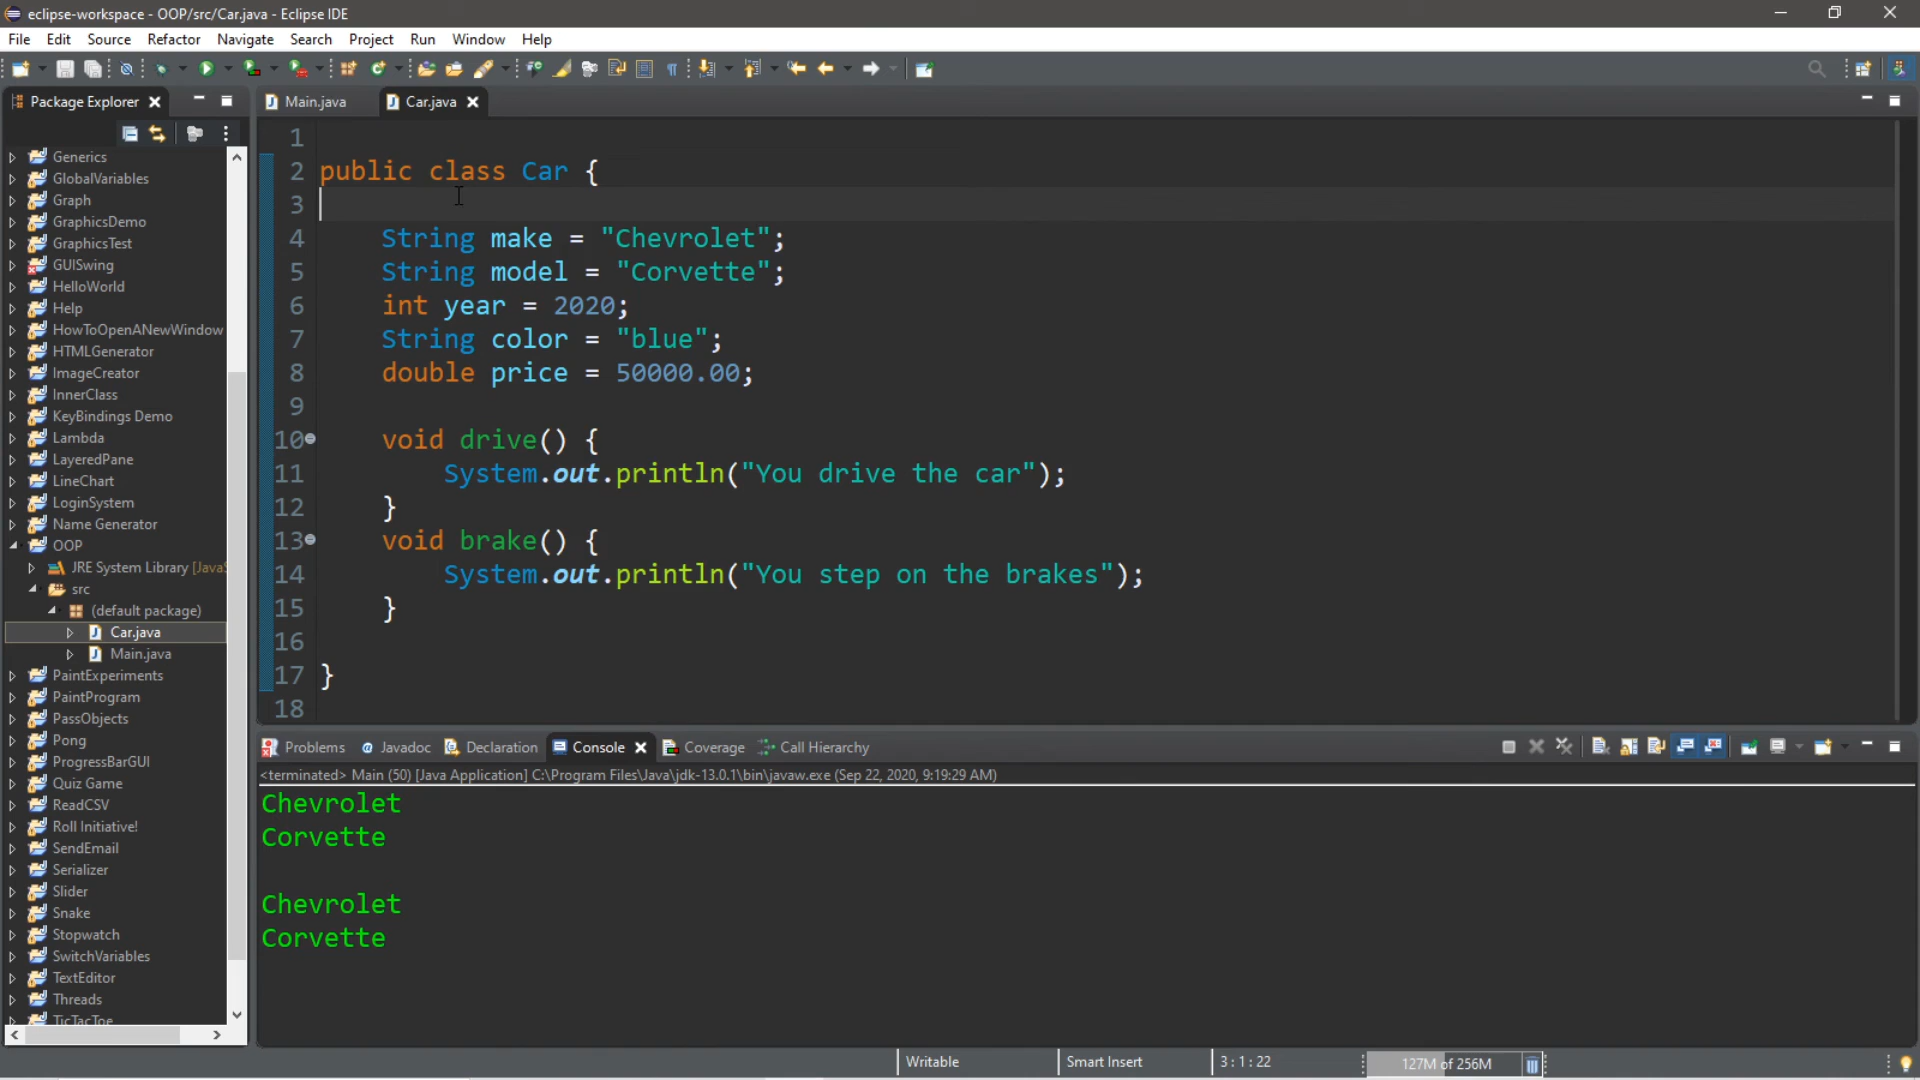 eclipse-workspace - OOP/src/Car.java - Eclipse IDE
File Edit Source Refactor Navigate Search Project Run Window Help
Package Explorer
Generics
GlobalVariables
Graph
GraphicsDemo
GraphicsTest
GUISwing
HelloWorld
Help
HowToOpenANewWindow
HTMLGenerator
ImageCreator
InnerClass
KeyBindings Demo
Lambda
LayeredPane
LineChart
LoginSystem
Name Generator
OOP
JRE System Library [Java
src
(default package)
Car.java
Main.java
PaintExperiments
PaintProgram
PassObjects
Pong
ProgressBarGUI
Quiz Game
ReadCSV
Roll Initiative!
SendEmail
Serializer
Slider
Snake
Stopwatch
SwitchVariables
TextEditor
Threads
TicTacToe
Main.java Car.java
1
2 public class Car {
3
4 String make = "Chevrolet";
5 String model = "Corvette";
6 int year = 2020;
7 String color = "blue";
8 double price = 50000.00;
9
10 void drive() {
11 System.out.println("You drive the car");
12 }
13 void brake() {
14 System.out.println("You step on the brakes");
15 }
16
17 }
18
Problems Javadoc Declaration Console Coverage Call Hierarchy
<terminated> Main (50) [Java Application] C:\Program Files\Java\jdk-13.0.1\bin\javaw.exe (Sep 22, 2020, 9:19:29 AM)
Chevrolet
Corvette
Chevrolet
Corvette
Writable Smart Insert 3 : 1 : 22 127M of 256M